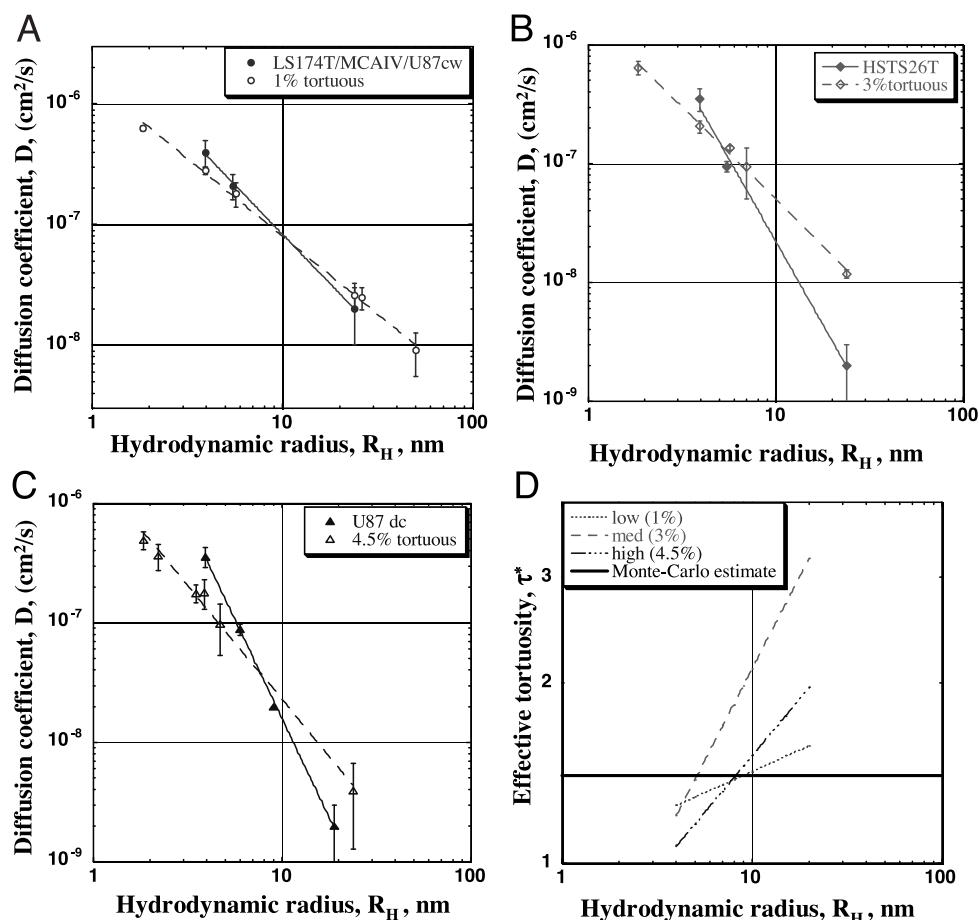 A
LS174T/MCAIV/U87cw
1% tortuous
Diffusion coefficient, D, (cm²/s)
10⁻⁶
10⁻⁷
10⁻⁸
1 10 100
Hydrodynamic radius, R_H , nm
B
HSTS26T
3%tortuous
Diffusion coefficient, D, (cm²/s)
10⁻⁶
10⁻⁷
10⁻⁸
10⁻⁹
1 10 100
Hydrodynamic radius, R_H , nm
C
U87 dc
4.5% tortuous
Diffusion coefficient, D, (cm²/s)
10⁻⁶
10⁻⁷
10⁻⁸
10⁻⁹
1 10 100
Hydrodynamic radius, R_H , nm
D
low (1%)
med (3%)
high (4.5%)
Monte-Carlo estimate
Effective tortuosity, τ*
3
2
1
1 10 100
Hydrodynamic radius, R_H , nm